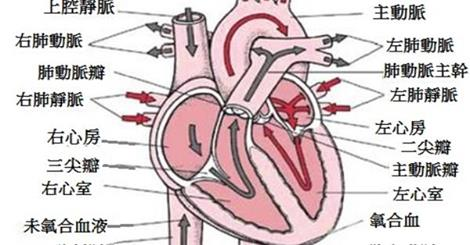 上腔靜脈
右肺動脈
肺動脈瓣
右肺靜脈
右心房
三尖瓣
右心室
未氧合血液
主動脈
左肺動脈
肺動脈主幹
左肺靜脈
左心房
二尖瓣
主動脈瓣
左心室
氧合血